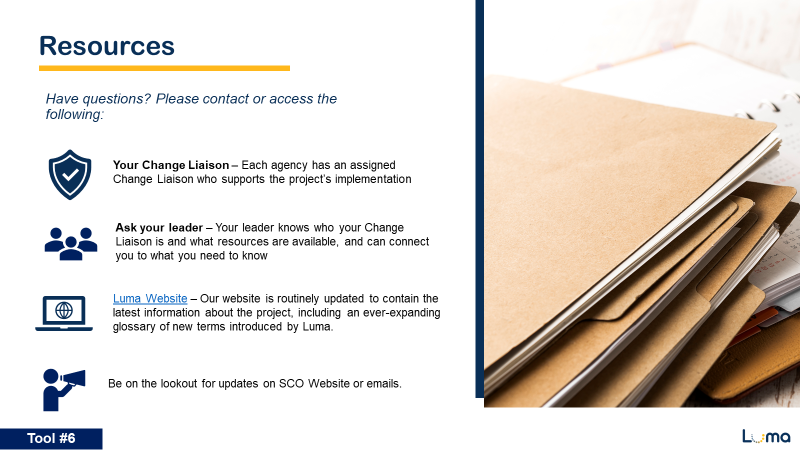 Resources
Have questions? Please contact or access the
following:
Your Change Liaison – Each agency has an assigned
Change Liaison who supports the project's implementation
Ask your leader – Your leader knows who your Change
Liaison is and what resources are available, and can connect
you to what you need to know
Luma Website – Our website is routinely updated to contain the
latest information about the project, including an ever-expanding
glossary of new terms introduced by Luma.
Be on the lookout for updates on SCO Website or emails.
Tool #6
Luma